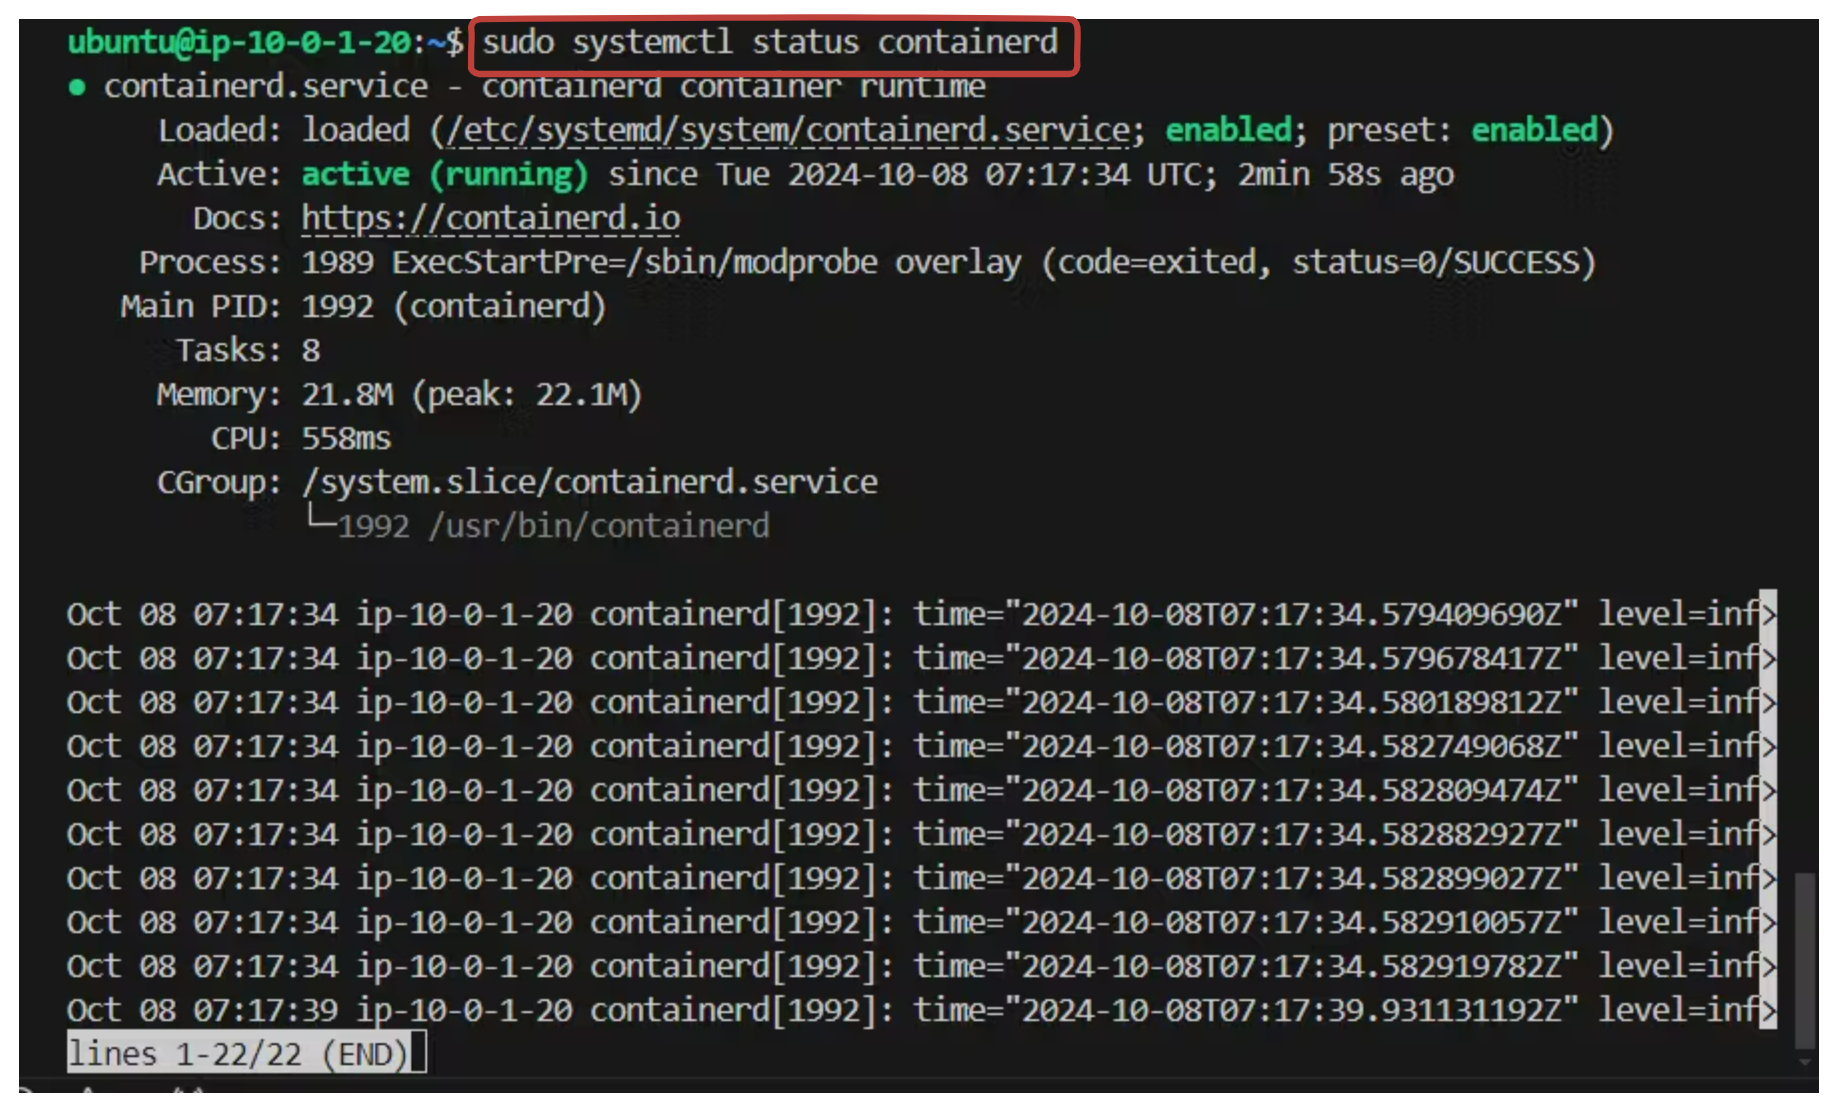 ubuntu@ip-10-0-1-20:~$ sudo systemctl status containerd
● containerd.service - containerd container runtime
Loaded: loaded (/etc/systemd/system/containerd.service; enabled; preset: enabled)
Active: active (running) since Tue 2024-10-08 07:17:34 UTC; 2min 58s ago
Docs: https://containerd.io
Process: 1989 ExecStartPre=/sbin/modprobe overlay (code=exited, status=0/SUCCESS)
Main PID: 1992 (containerd)
Tasks: 8
Memory: 21.8M (peak: 22.1M)
CPU: 558ms
CGroup: /system.slice/containerd.service
└─1992 /usr/bin/containerd
Oct 08 07:17:34 ip-10-0-1-20 containerd[1992]: time="2024-10-08T07:17:34.579409690Z" level=inf>
Oct 08 07:17:34 ip-10-0-1-20 containerd[1992]: time="2024-10-08T07:17:34.579678417Z" level=inf>
Oct 08 07:17:34 ip-10-0-1-20 containerd[1992]: time="2024-10-08T07:17:34.580189812Z" level=inf>
Oct 08 07:17:34 ip-10-0-1-20 containerd[1992]: time="2024-10-08T07:17:34.582749068Z" level=inf>
Oct 08 07:17:34 ip-10-0-1-20 containerd[1992]: time="2024-10-08T07:17:34.582809474Z" level=inf>
Oct 08 07:17:34 ip-10-0-1-20 containerd[1992]: time="2024-10-08T07:17:34.582882927Z" level=inf>
Oct 08 07:17:34 ip-10-0-1-20 containerd[1992]: time="2024-10-08T07:17:34.582899027Z" level=inf>
Oct 08 07:17:34 ip-10-0-1-20 containerd[1992]: time="2024-10-08T07:17:34.582910057Z" level=inf>
Oct 08 07:17:34 ip-10-0-1-20 containerd[1992]: time="2024-10-08T07:17:34.582919782Z" level=inf>
Oct 08 07:17:39 ip-10-0-1-20 containerd[1992]: time="2024-10-08T07:17:39.931131192Z" level=inf>
lines 1-22/22 (END)